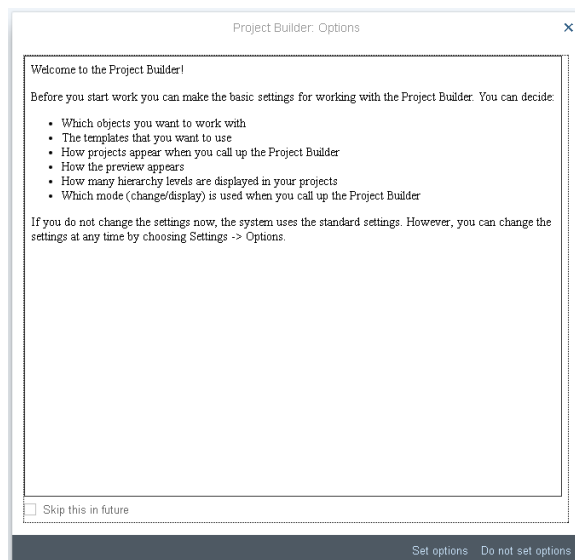 Project Builder: Options
Welcome to the Project Builder!
Before you start work you can make the basic settings for working with the Project Builder. You can decide:
• Which objects you want to work with
• The templates that you want to use
• How projects appear when you call up the Project Builder
• How the preview appears
• How many hierarchy levels are displayed in your projects
• Which mode (change/display) is used when you call up the Project Builder
If you do not change the settings now, the system uses the standard settings. However, you can change the
settings at any time by choosing Settings -> Options.
Skip this in future
Set options Do not set options